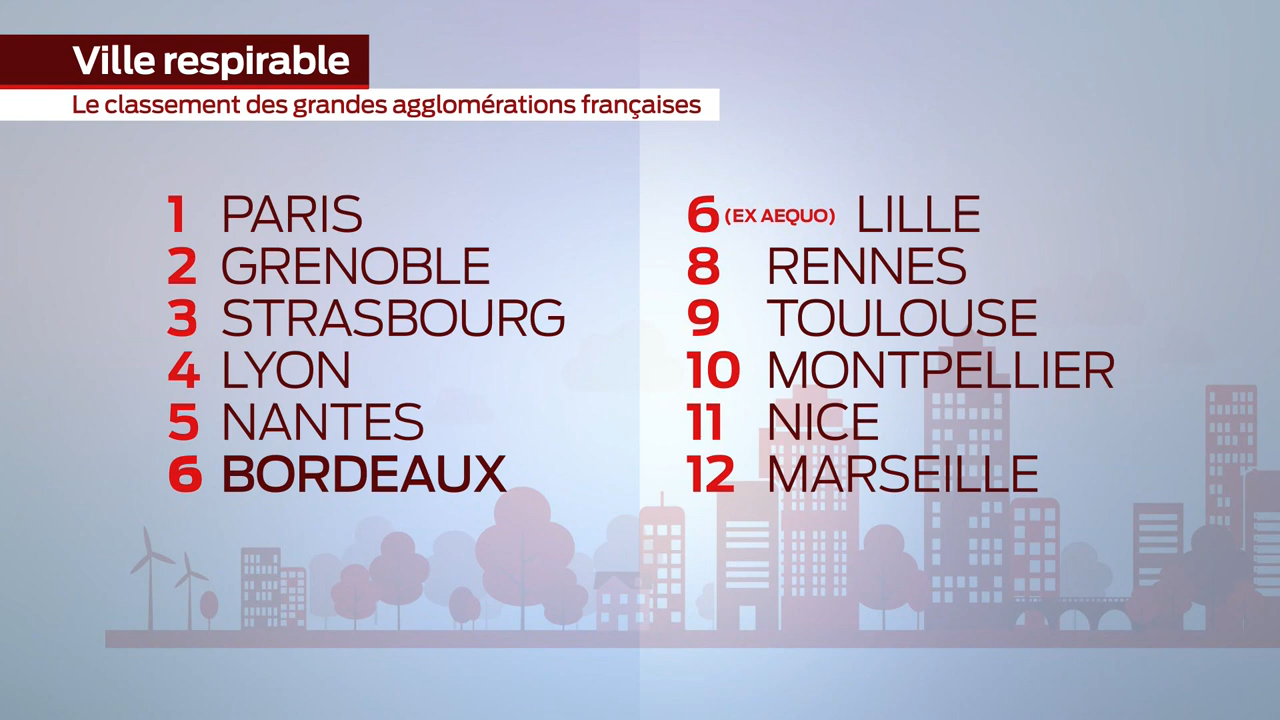 Ville respirable
Le classement des grandes agglomérations françaises
1 PARIS
2 GRENOBLE
3 STRASBOURG
4 LYON
5 NANTES
6 BORDEAUX
6 (EX AEQUO) LILLE
8 RENNES
9 TOULOUSE
10 MONTPELLIER
11 NICE
12 MARSEILLE